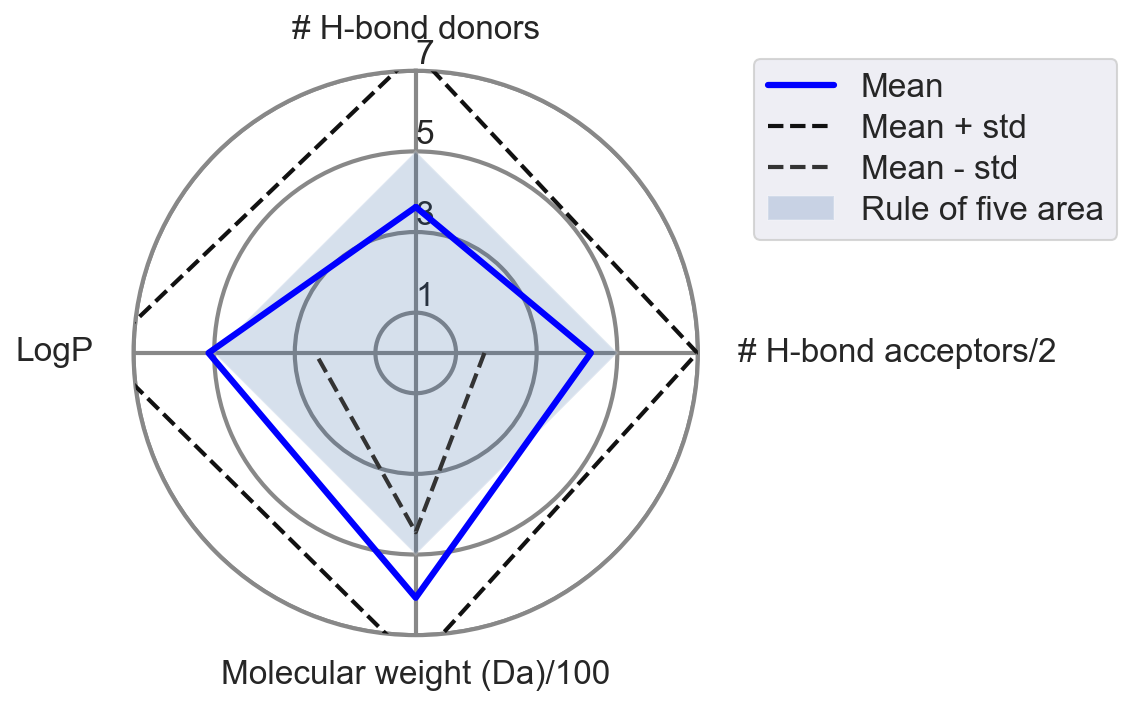 # H-bond donors
7
5
3
1
LogP
# H-bond acceptors/2
Molecular weight (Da)/100
Mean
Mean + std
Mean - std
Rule of five area